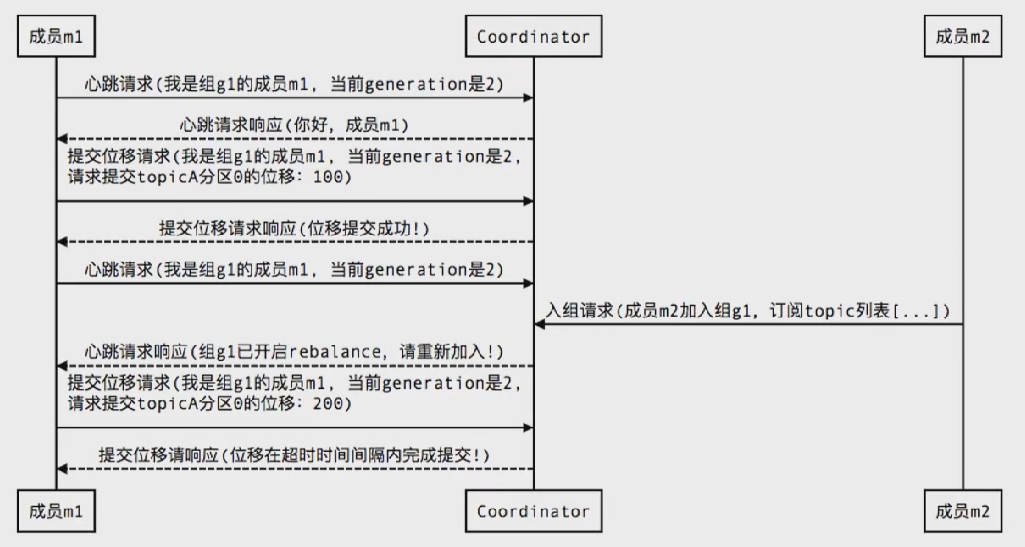 成员m1
Coordinator
成员m2
心跳请求(我是组g1的成员m1, 当前generation是2)
心跳请求响应(你好, 成员m1)
提交位移请求(我是组g1的成员m1, 当前generation是2,
请求提交topicA分区0的位移: 100)
提交位移请求响应(位移提交成功!)
心跳请求(我是组g1的成员m1, 当前generation是2)
入组请求(成员m2加入组g1, 订阅topic列表[...])
心跳请求响应(组g1已开启rebalance, 请重新加入!)
提交位移请求(我是组g1的成员m1, 当前generation是2,
请求提交topicA分区0的位移: 200)
提交位移请响应(位移在超时时间间隔内完成提交!)
成员m1
Coordinator
成员m2